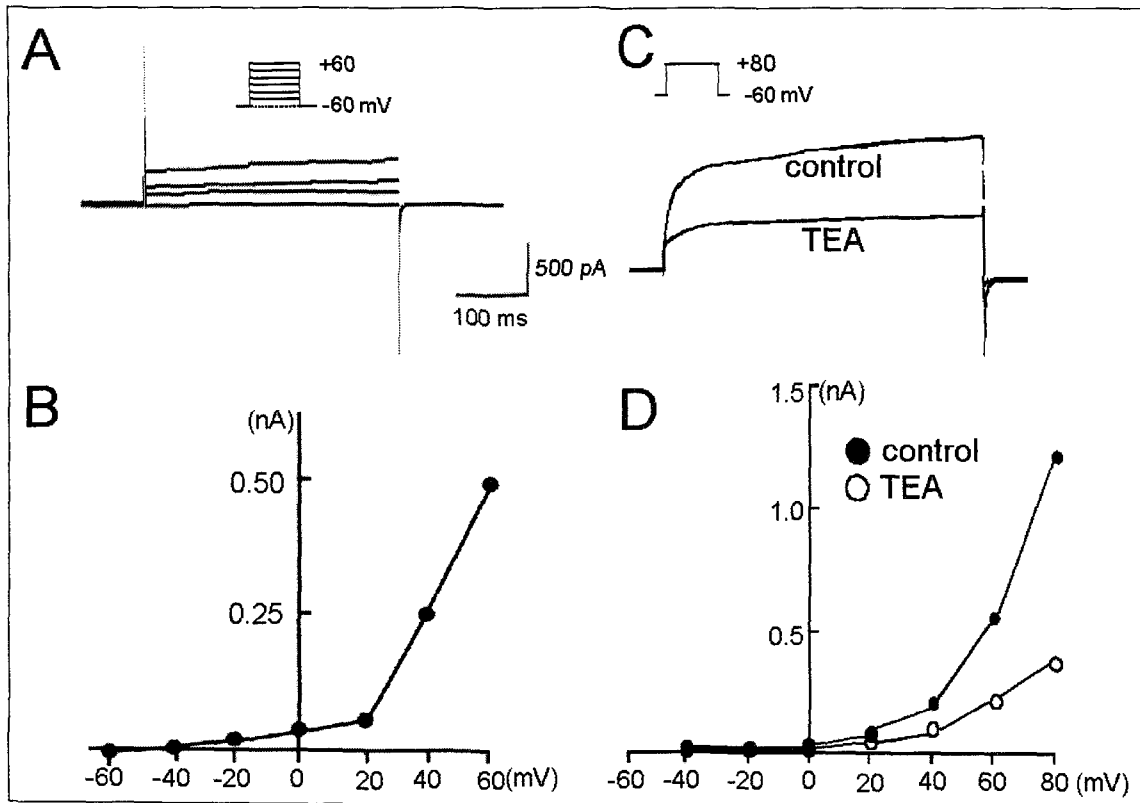 A
+60
-60 mV
500 pA
100 ms
C
+80
-60 mV
control
TEA
B
(nA)
0.50
0.25
-60 -40 -20 0 20 40 60 (mV)
D
1.5 (nA)
control
TEA
1.0
0.5
-60 -40 -20 0 20 40 60 80 (mV)